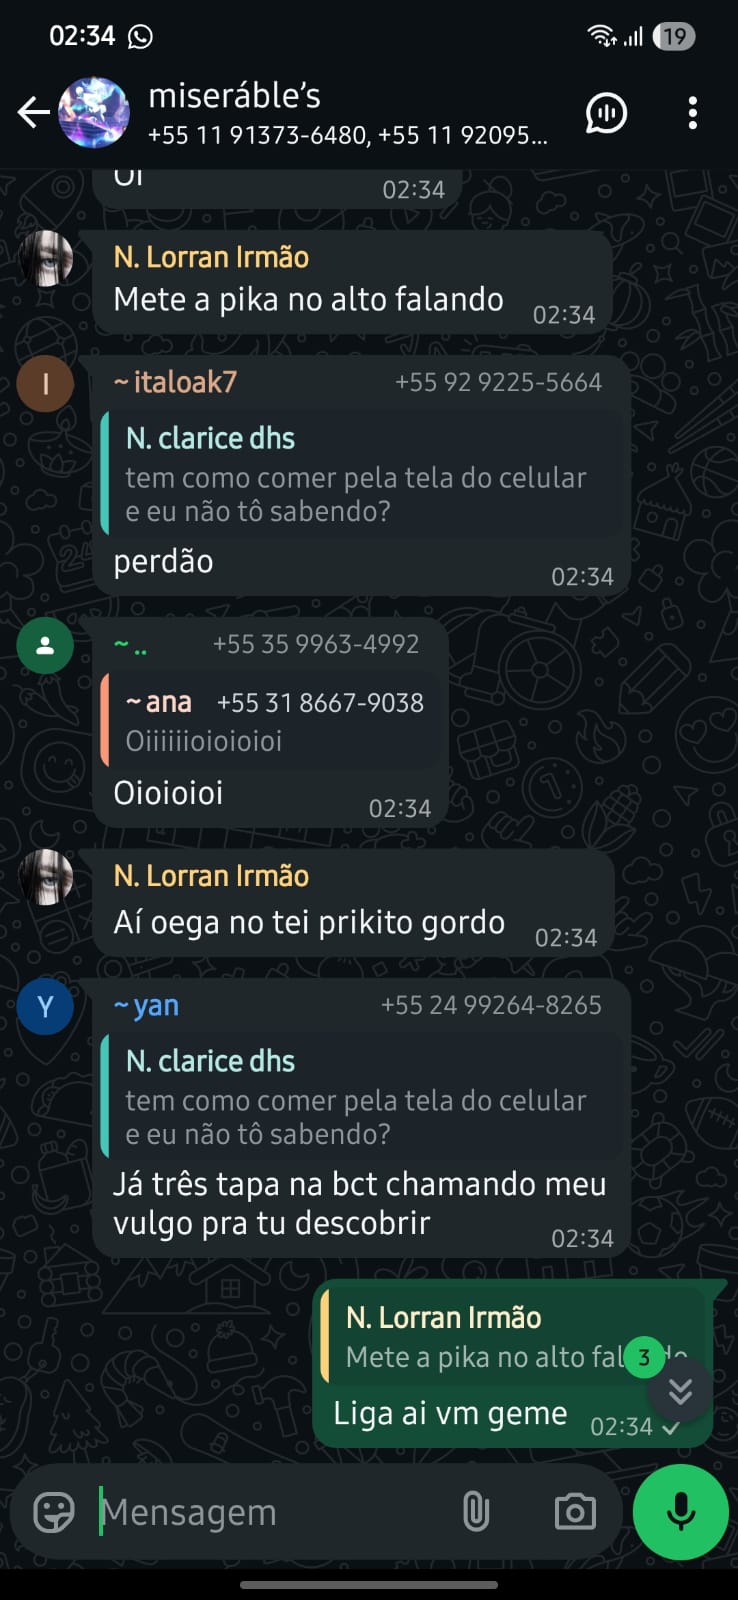 02:34
19
miseráble's
+55 11 91373-6480, +55 11 92095...
Oi
02:34
N. Lorran Irmão
Mete a pika no alto falando
02:34
I
~italoak7 +55 92 9225-5664
N. clarice dhs
tem como comer pela tela do celular
e eu não tô sabendo?
perdão
02:34
~.. +55 35 9963-4992
~ana +55 31 8667-9038
Oiiiiiioioioioi
Oioioioi
02:34
N. Lorran Irmão
Aí oega no tei prikito gordo
02:34
Y
~yan +55 24 99264-8265
N. clarice dhs
tem como comer pela tela do celular
e eu não tô sabendo?
Já três tapa na bct chamando meu
vulgo pra tu descobrir
02:34
N. Lorran Irmão
Mete a pika no alto fal
3
Liga ai vm geme
02:34
Mensagem